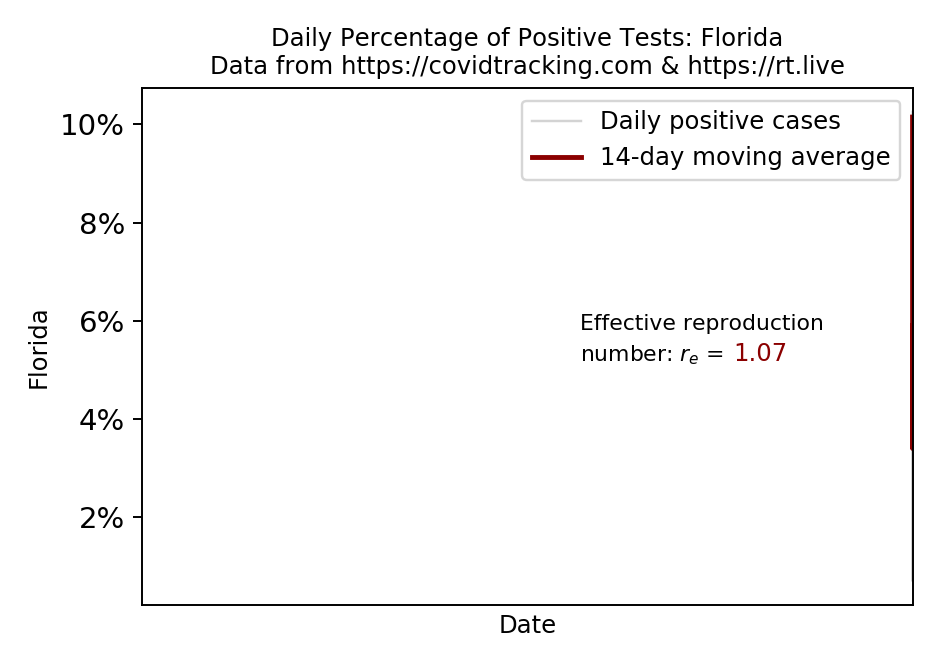 Daily Percentage of Positive Tests: Florida
Data from https://covidtracking.com & https://rt.live
10%
8%
6%
4%
2%
Florida
Daily positive cases
14-day moving average
Effective reproduction
number: rₑ = 1.07
Date